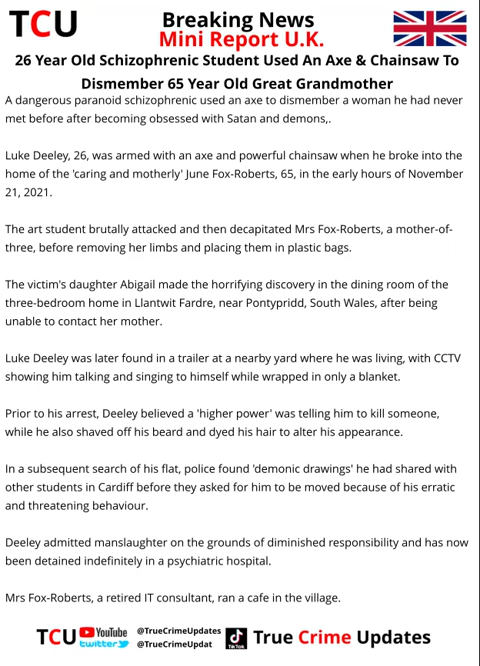 TCU
Breaking News
Mini Report U.K.
26 Year Old Schizophrenic Student Used An Axe & Chainsaw To
Dismember 65 Year Old Great Grandmother
A dangerous paranoid schizophrenic used an axe to dismember a woman he had never
met before after becoming obsessed with Satan and demons,.
Luke Deeley, 26, was armed with an axe and powerful chainsaw when he broke into the
home of the 'caring and motherly' June Fox-Roberts, 65, in the early hours of November
21, 2021.
The art student brutally attacked and then decapitated Mrs Fox-Roberts, a mother-of-
three, before removing her limbs and placing them in plastic bags.
The victim's daughter Abigail made the horrifying discovery in the dining room of the
three-bedroom home in Llantwit Fardre, near Pontypridd, South Wales, after being
unable to contact her mother.
Luke Deeley was later found in a trailer at a nearby yard where he was living, with CCTV
showing him talking and singing to himself while wrapped in only a blanket.
Prior to his arrest, Deeley believed a 'higher power' was telling him to kill someone,
while he also shaved off his beard and dyed his hair to alter his appearance.
In a subsequent search of his flat, police found 'demonic drawings' he had shared with
other students in Cardiff before they asked for him to be moved because of his erratic
and threatening behaviour.
Deeley admitted manslaughter on the grounds of diminished responsibility and has now
been detained indefinitely in a psychiatric hospital.
Mrs Fox-Roberts, a retired IT consultant, ran a cafe in the village.
TCU
YouTube
@TrueCrimeUpdates
twitter
@TrueCrimeUpdat
TikTok
True Crime Updates